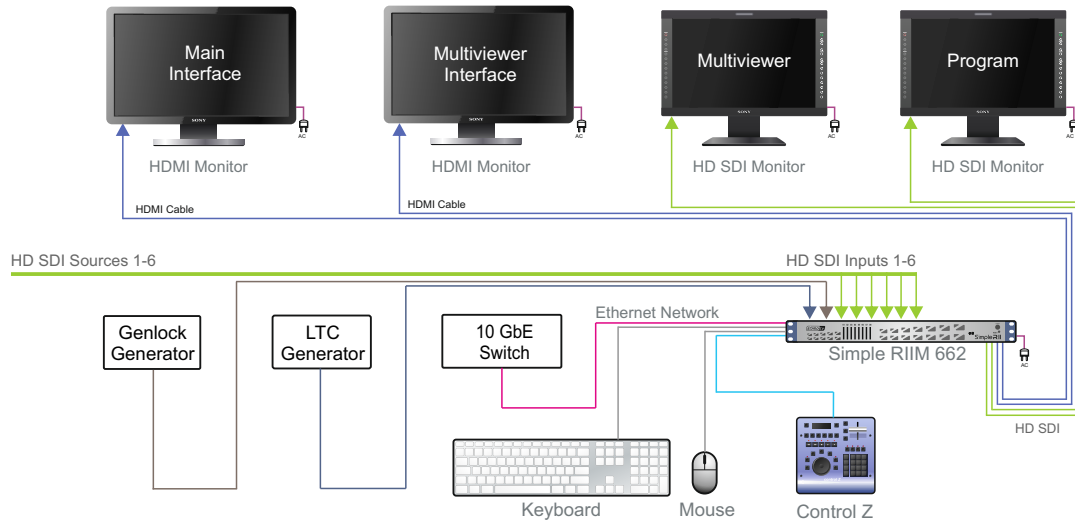 Main
Interface
Multiviewer
Interface
Multiviewer
Program
SONY
SONY
SONY
SONY
AC
AC
AC
AC
HDMI Monitor
HDMI Monitor
HD SDI Monitor
HD SDI Monitor
HDMI Cable
HDMI Cable
HD SDI Sources 1-6
HD SDI Inputs 1-6
Genlock
Generator
LTC
Generator
10 GbE
Switch
Ethernet Network
Simple RII
Simple RIIM 662
AC
HD SDI
Keyboard
Mouse
Control Z